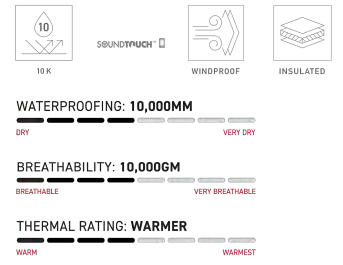 10
10 K
SOUNDTOUCH™
WINDPROOF
INSULATED
WATERPROOFING: 10,000MM
DRY VERY DRY
BREATHABILITY: 10,000GM
BREATHABLE VERY BREATHABLE
THERMAL RATING: WARMER
WARM WARMEST